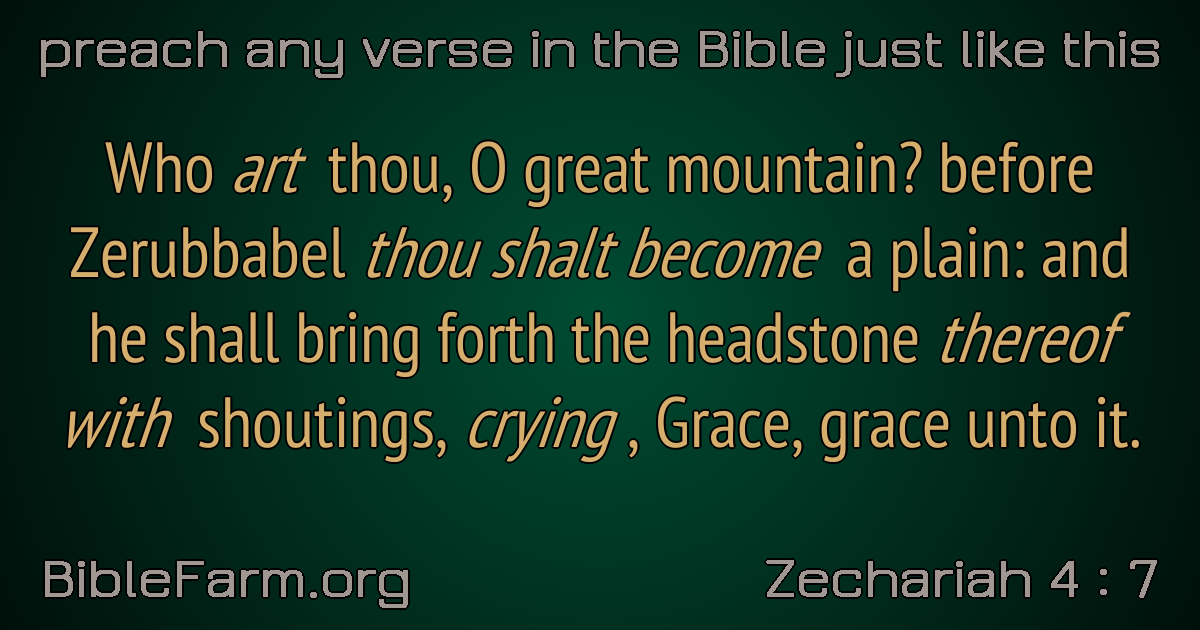 preach any verse in the Bible just like this
Who art thou, O great mountain? before
Zerubbabel thou shalt become a plain: and
he shall bring forth the headstone thereof
with shoutings, crying , Grace, grace unto it.
BibleFarm.org
Zechariah 4 : 7